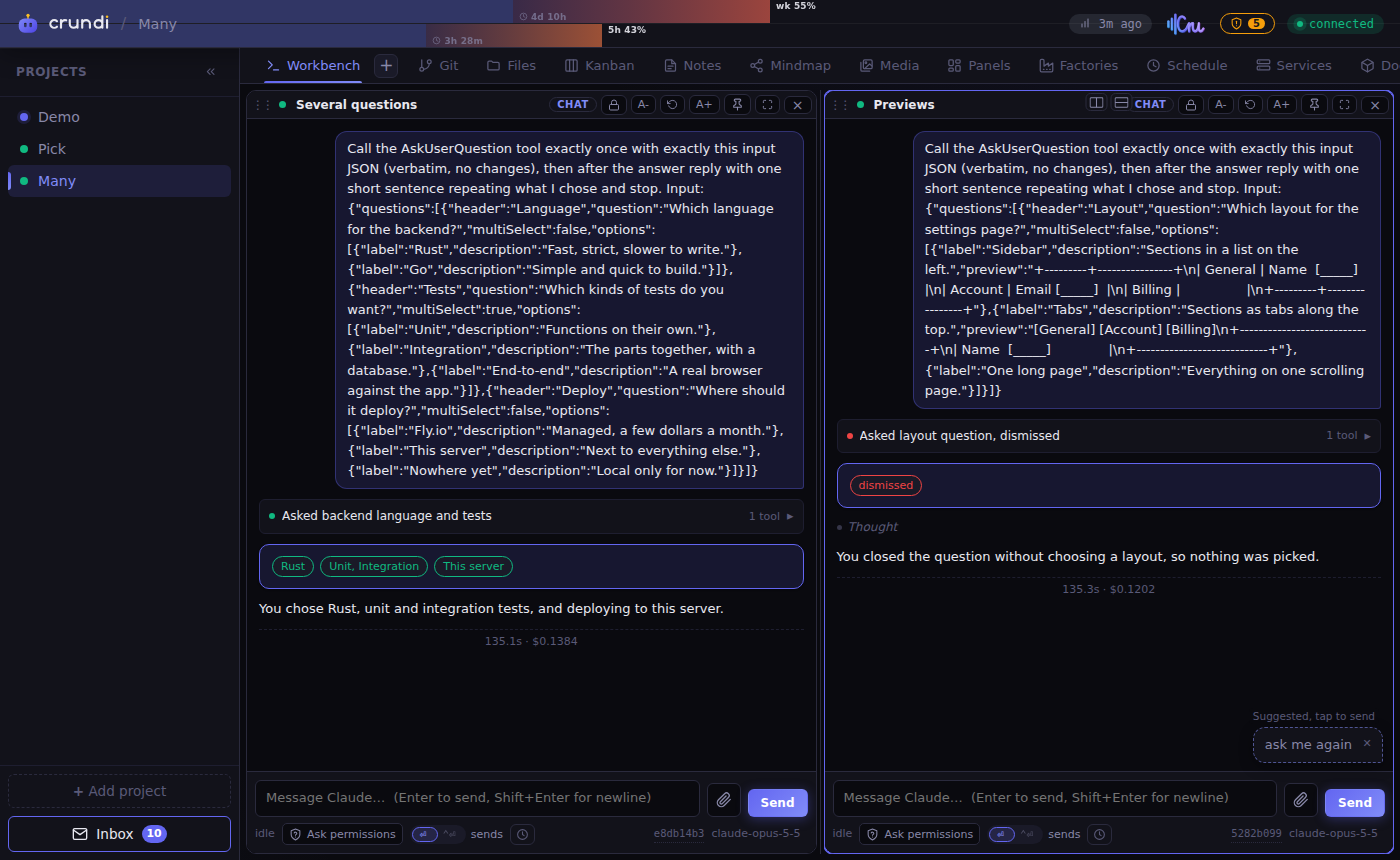 crundi / Many
4d 10h
wk 55%
3h 28m
5h 43%
3m ago
5
connected
PROJECTS «
Demo
Pick
Many
+ Add project
Inbox 10
Workbench + Git Files Kanban Notes Mindmap Media Panels Factories Schedule Services Do
Several questions CHAT A- A+ ×
Call the AskUserQuestion tool exactly once with exactly this input
JSON (verbatim, no changes), then after the answer reply with one
short sentence repeating what I chose and stop. Input:
{"questions":[{"header":"Language","question":"Which language
for the backend?","multiSelect":false,"options":
[{"label":"Rust","description":"Fast, strict, slower to write."},
{"label":"Go","description":"Simple and quick to build."}]},
{"header":"Tests","question":"Which kinds of tests do you
want?","multiSelect":true,"options":
[{"label":"Unit","description":"Functions on their own."},
{"label":"Integration","description":"The parts together, with a
database."},{"label":"End-to-end","description":"A real browser
against the app."}]},{"header":"Deploy","question":"Where should
it deploy?","multiSelect":false,"options":
[{"label":"Fly.io","description":"Managed, a few dollars a month."},
{"label":"This server","description":"Next to everything else."},
{"label":"Nowhere yet","description":"Local only for now."}]}]}
Asked backend language and tests 1 tool ▶
Rust Unit, Integration This server
You chose Rust, unit and integration tests, and deploying to this server.
135.1s · $0.1384
Message Claude… (Enter to send, Shift+Enter for newline)
Send
idle Ask permissions sends e8db14b3 claude-opus-5-5
Previews CHAT A- A+ ×
Call the AskUserQuestion tool exactly once with exactly this input
JSON (verbatim, no changes), then after the answer reply with one
short sentence repeating what I chose and stop. Input:
{"questions":[{"header":"Layout","question":"Which layout for the
settings page?","multiSelect":false,"options":
[{"label":"Sidebar","description":"Sections in a list on the
left.","preview":"+---------+----------------+\n| General | Name  [_____]
|\n| Account | Email [_____]  |\n| Billing |                |\n+---------+--------
--------+"},{"label":"Tabs","description":"Sections as tabs along the
top.","preview":"[General] [Account] [Billing]\n+---------------------------
-+\n| Name  [_____]              |\n+----------------------------+"},
{"label":"One long page","description":"Everything on one scrolling
page."}]}]}
Asked layout question, dismissed 1 tool ▶
dismissed
Thought
You closed the question without choosing a layout, so nothing was picked.
135.3s · $0.1202
Suggested, tap to send
ask me again ×
Message Claude… (Enter to send, Shift+Enter for newline)
Send
idle Ask permissions sends 5282b099 claude-opus-5-5